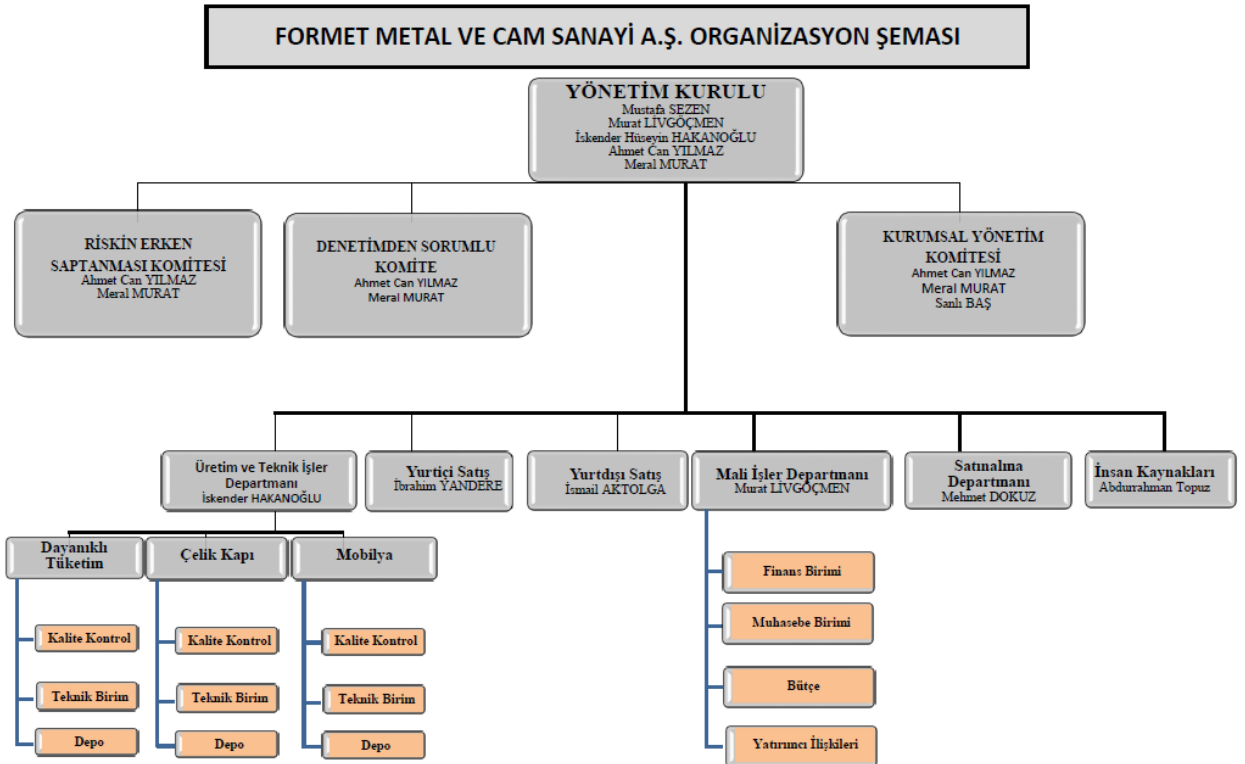 FORMET METAL VE CAM SANAYİ A.Ş. ORGANİZASYON ŞEMASI
YÖNETİM KURULU
Mustafa SEZEN
Murat LİVGÖÇMEN
İskender Hüseyin HAKANOĞLU
Ahmet Can YILMAZ
Meral MURAT
RİSKİN ERKEN
SAPTANMASI KOMİTESİ
Ahmet Can YILMAZ
Meral MURAT
DENETİMDEN SORUMLU
KOMİTE
Ahmet Can YILMAZ
Meral MURAT
KURUMSAL YÖNETİM
KOMİTESİ
Ahmet Can YILMAZ
Meral MURAT
Sanlı BAŞ
Üretim ve Teknik İşler
Departmanı
İskender HAKANOĞLU
Yurtiçi Satış
İbrahim YANDERE
Yurtdışı Satış
İsmail AKTOLGA
Mali İşler Departmanı
Murat LİVGÖÇMEN
Satınalma
Departmanı
Mehmet DOKUZ
İnsan Kaynakları
Abdurrahman Topuz
Dayanıklı
Tüketim
Çelik Kapı
Mobilya
Kalite Kontrol
Teknik Birim
Depo
Kalite Kontrol
Teknik Birim
Depo
Kalite Kontrol
Teknik Birim
Depo
Finans Birimi
Muhasebe Birimi
Bütçe
Yatırımcı İlişkileri